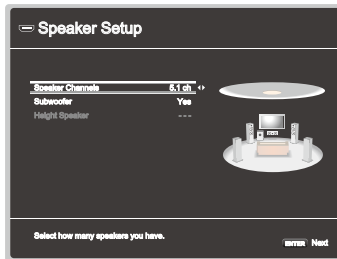 Speaker Setup
Speaker Channels 5.1 ch
Subwoofer Yes
Height Speaker ---
Select how many speakers you have.
ENTER Next